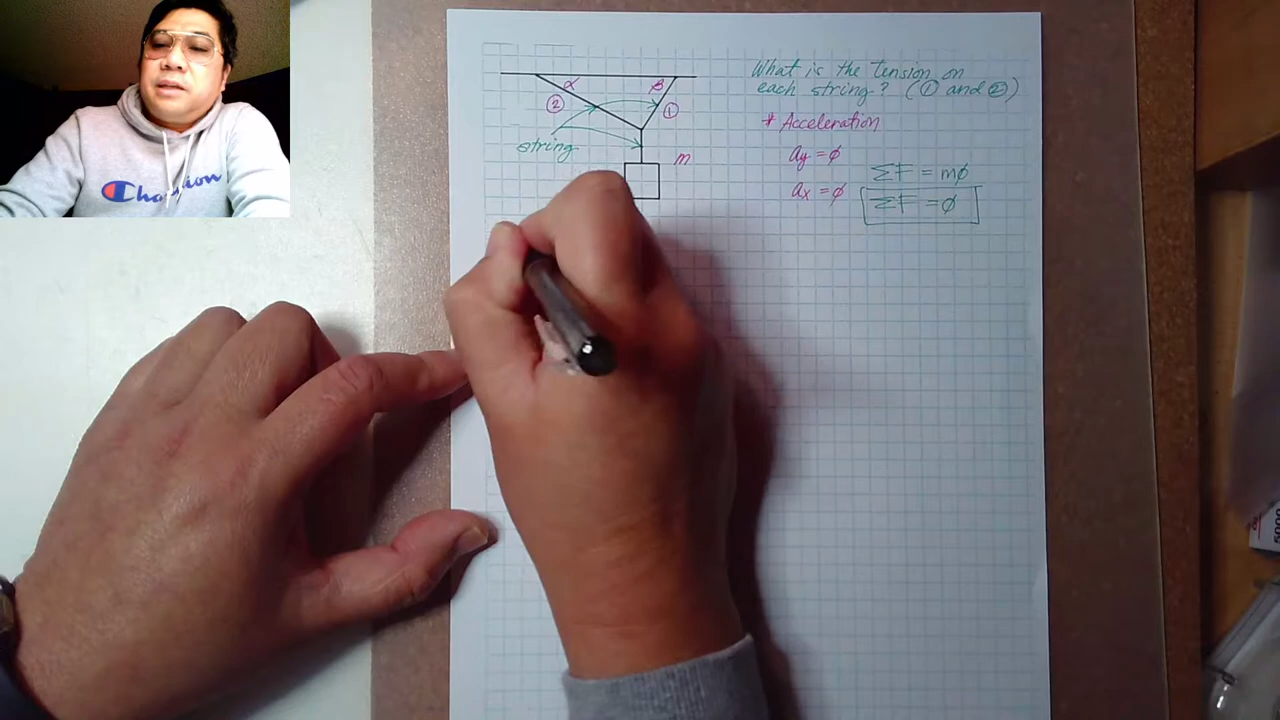 What is the Tension on
each string? (① and ②)
* Acceleration
α
β
②
①
string
m
ay = ø
ax = ø
ΣF = mø
ΣF = ø
Champion